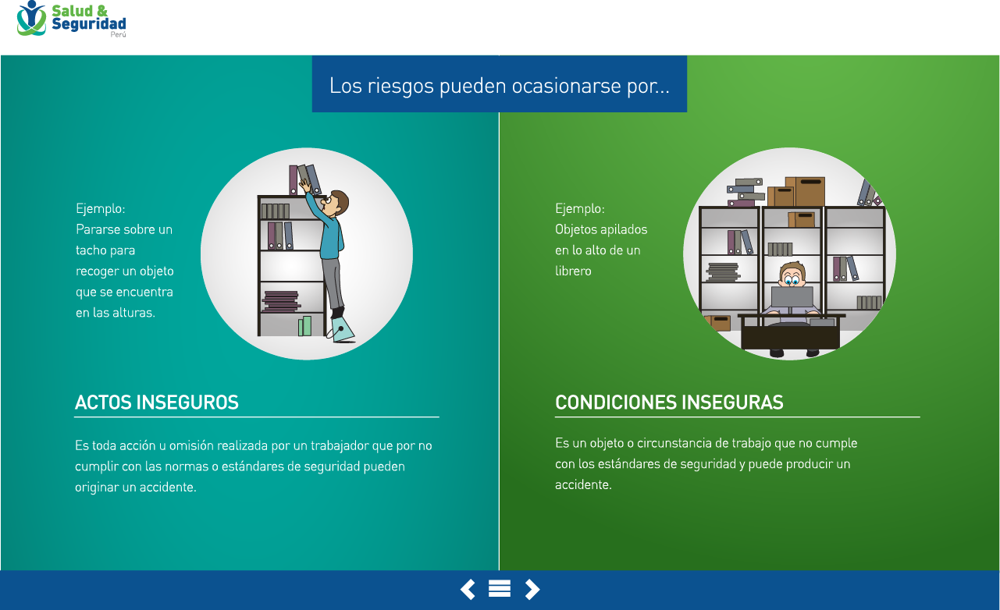 Salud &
Seguridad
Perú
Los riesgos pueden ocasionarse por...
Ejemplo:
Pararse sobre un
tacho para
recoger un objeto
que se encuentra
en las alturas.
ACTOS INSEGUROS
Es toda acción u omisión realizada por un trabajador que por no
cumplir con las normas o estándares de seguridad pueden
originar un accidente.
Ejemplo:
Objetos apilados
en lo alto de un
librero
CONDICIONES INSEGURAS
Es un objeto o circunstancia de trabajo que no cumple
con los estándares de seguridad y puede producir un
accidente.